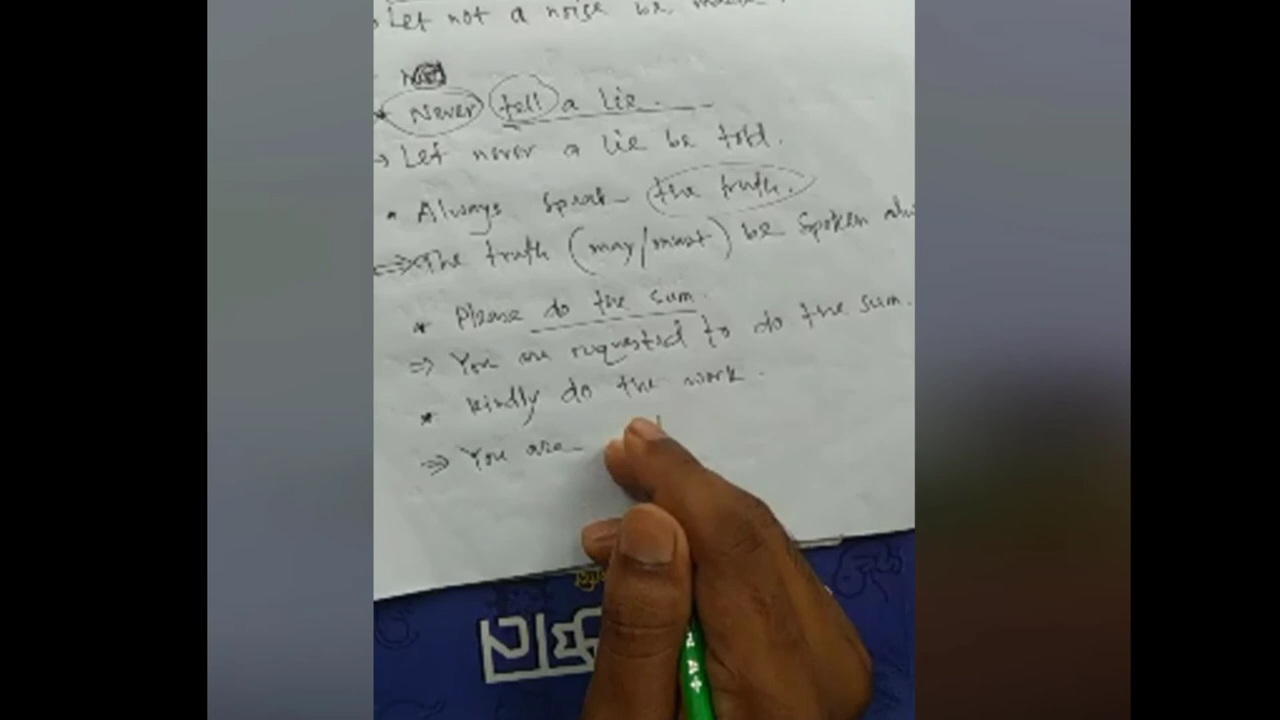 Let not a noise be made.
Never tell a lie.
→ Let never a lie be told.
• Always speak the truth.
⇒ The truth (may/must) be spoken
* Please do the sum.
⇒ You are requested to do the sum.
* Kindly do the work.
⇒ You are